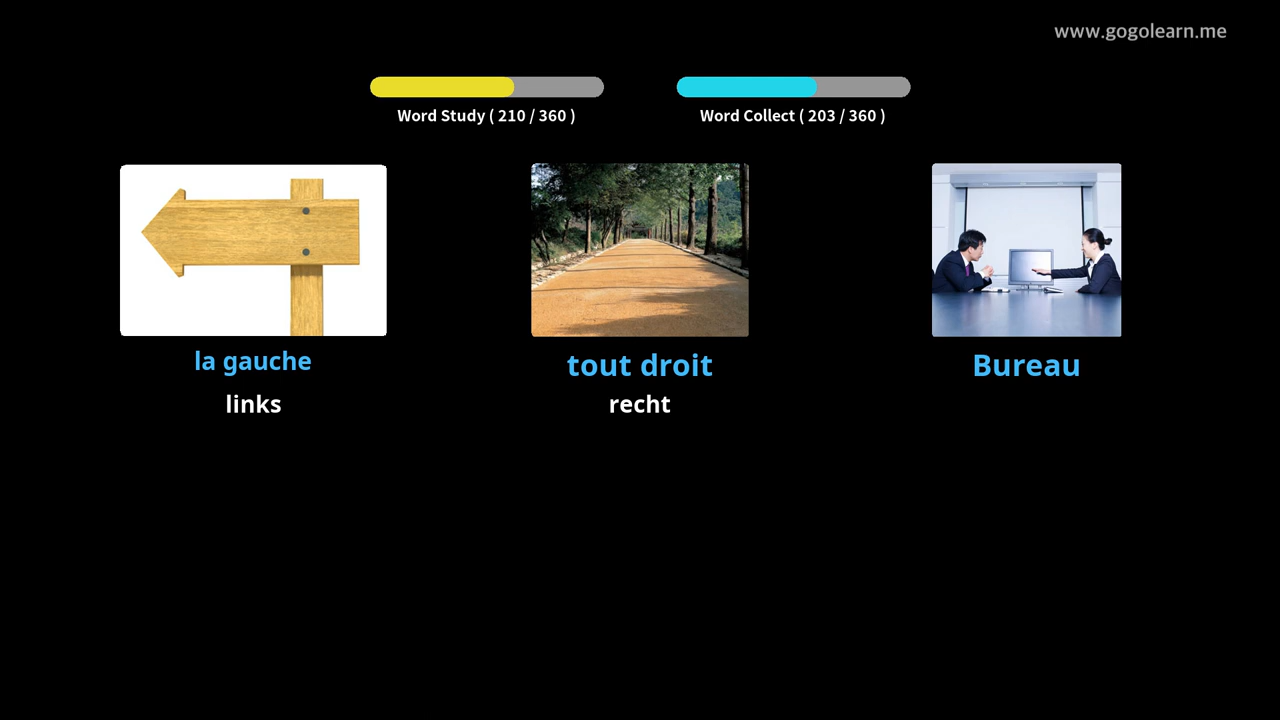 www.gogolearn.me
Word Study ( 210 / 360 )
Word Collect ( 203 / 360 )
la gauche
tout droit
Bureau
links
recht